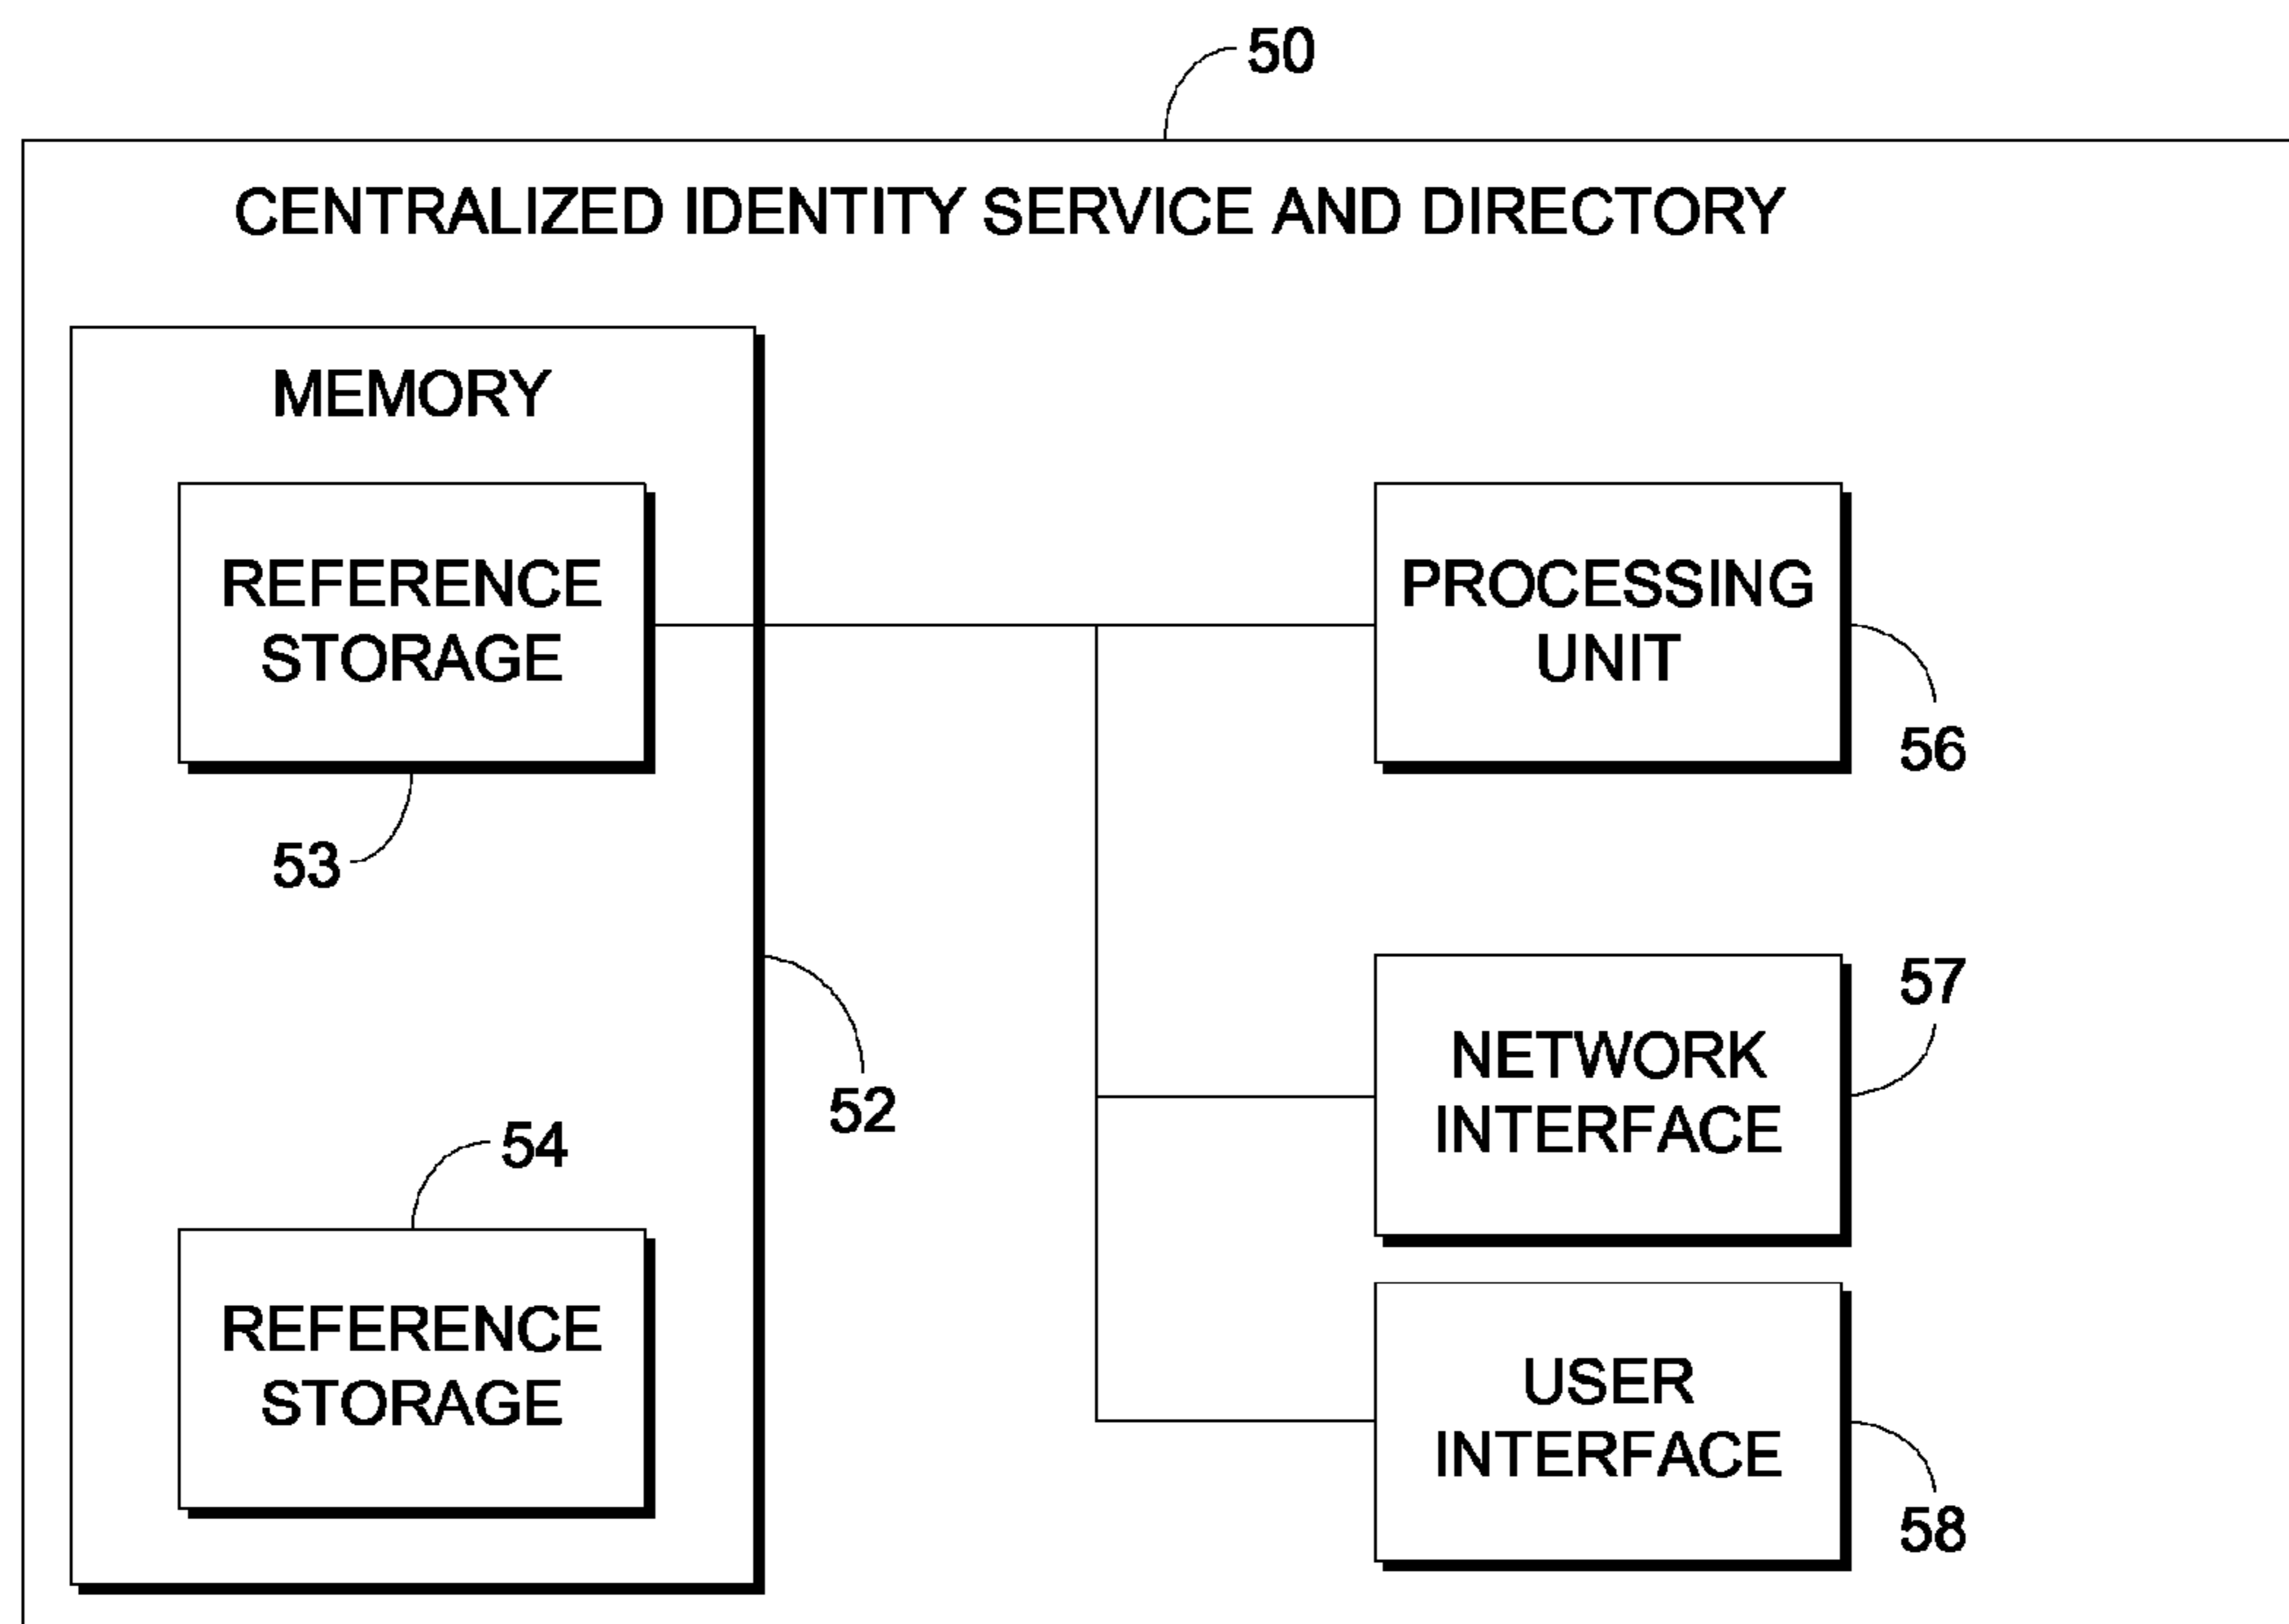 50
CENTRALIZED IDENTITY SERVICE AND DIRECTORY
MEMORY
REFERENCE
STORAGE
53
54
REFERENCE
STORAGE
52
PROCESSING
UNIT
56
57
NETWORK
INTERFACE
USER
INTERFACE
58